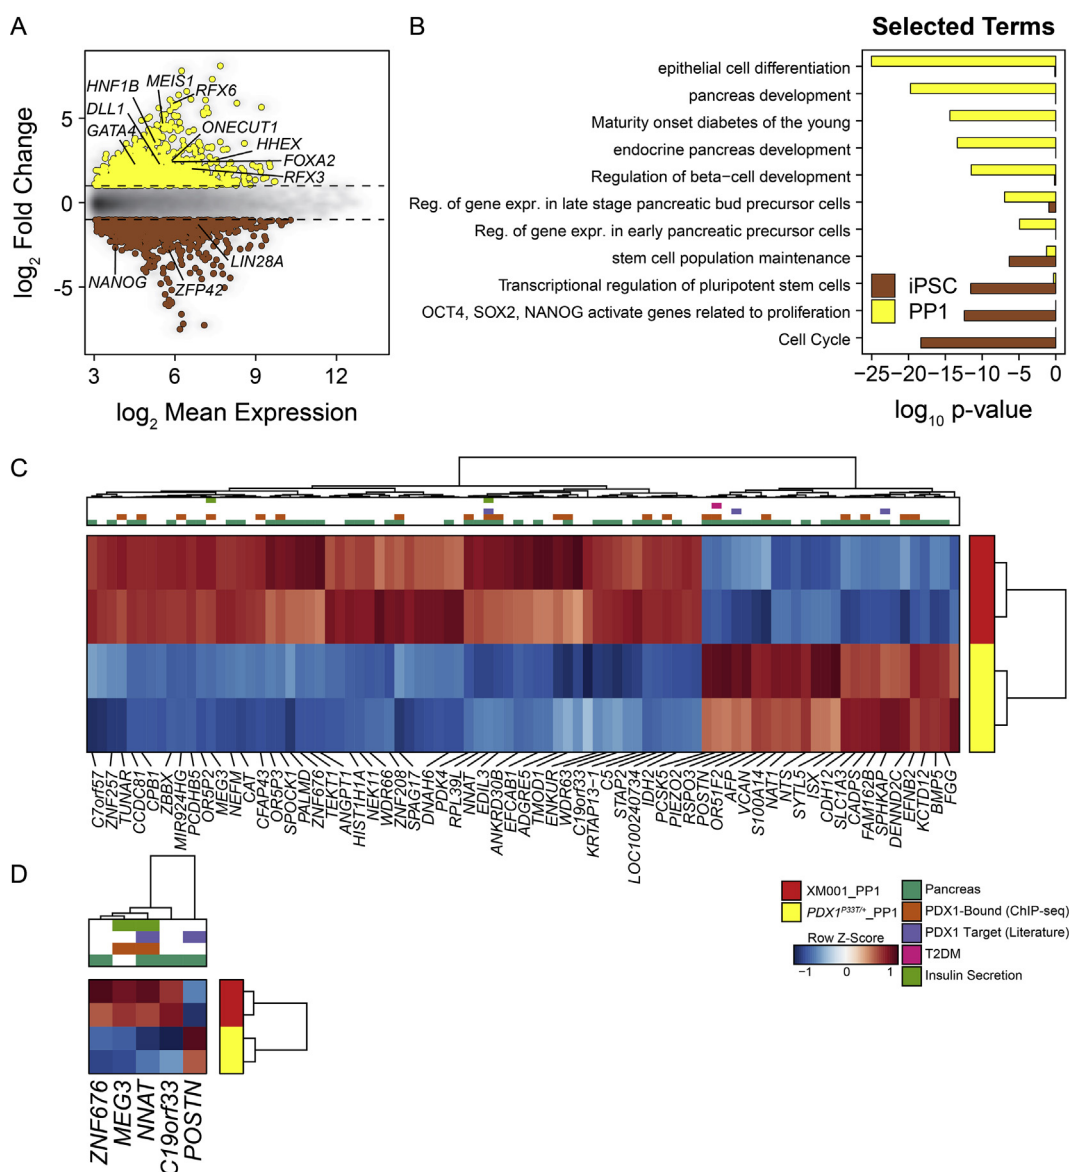 A
log2 Fold Change
5
0
-5
HNF1B
MEIS1
RFX6
DLL1
GATA4
ONECUT1
HHEX
FOXA2
RFX3
NANOG
ZFP42
LIN28A
3 6 9 12
log2 Mean Expression
B
Selected Terms
epithelial cell differentiation
pancreas development
Maturity onset diabetes of the young
endocrine pancreas development
Regulation of beta−cell development
Reg. of gene expr. in late stage pancreatic bud precursor cells
Reg. of gene expr. in early pancreatic precursor cells
stem cell population maintenance
Transcriptional regulation of pluripotent stem cells
OCT4, SOX2, NANOG activate genes related to proliferation
Cell Cycle
iPSC
PP1
−25 −20 −15 −10 −5 0
log10 p-value
C
C7orf57
ZNF257
TUNAR
CCDC81
CPB1
ZBBX
MIR924HG
PCDHB5
OR5P2
MEG3
NEFM
CAT
CFAP43
OR5P3
SPOCK1
PALMD
ZNF676
TEKT1
ANGPT1
HIST1H1A
NEK11
WDR66
ZNF208
SPAG17
DNAH6
PDK4
RPL39L
NNAT
EDIL3
ANKRD30B
EFCAB1
ADGRE5
TMOD1
ENKUR
WDR63
C19orf33
KRTAP13−1
C5
STAP2
LOC100240734
IDH2
PCSK5
PIEZO2
RSPO3
POSTN
OR51F2
AFP
VCAN
S100A14
NAT1
NTS
SYTL5
ISX
CDH12
SLC1A3
CADPS
FAM162B
SPHKAP
DENND2C
EFNB2
KCTD12
BMP5
FGG
D
ZNF676
MEG3
NNAT
C19orf33
POSTN
XM001_PP1
PDX1P33T/+_PP1
Row Z-Score
−1 0 1
Pancreas
PDX1-Bound (ChIP-seq)
PDX1 Target (Literature)
T2DM
Insulin Secretion